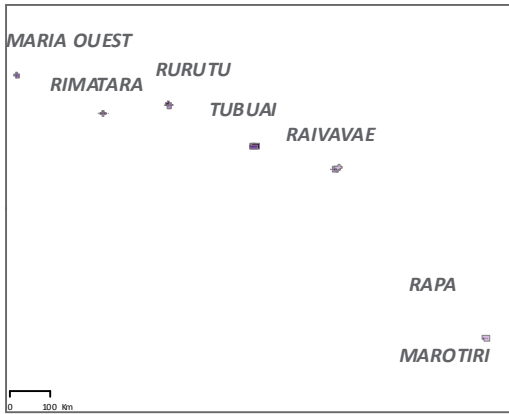 MARIA OUEST
RURUTU
RIMATARA
TUBUAI
RAIVAVAE
RAPA
MAROTIRI
0 100 Km